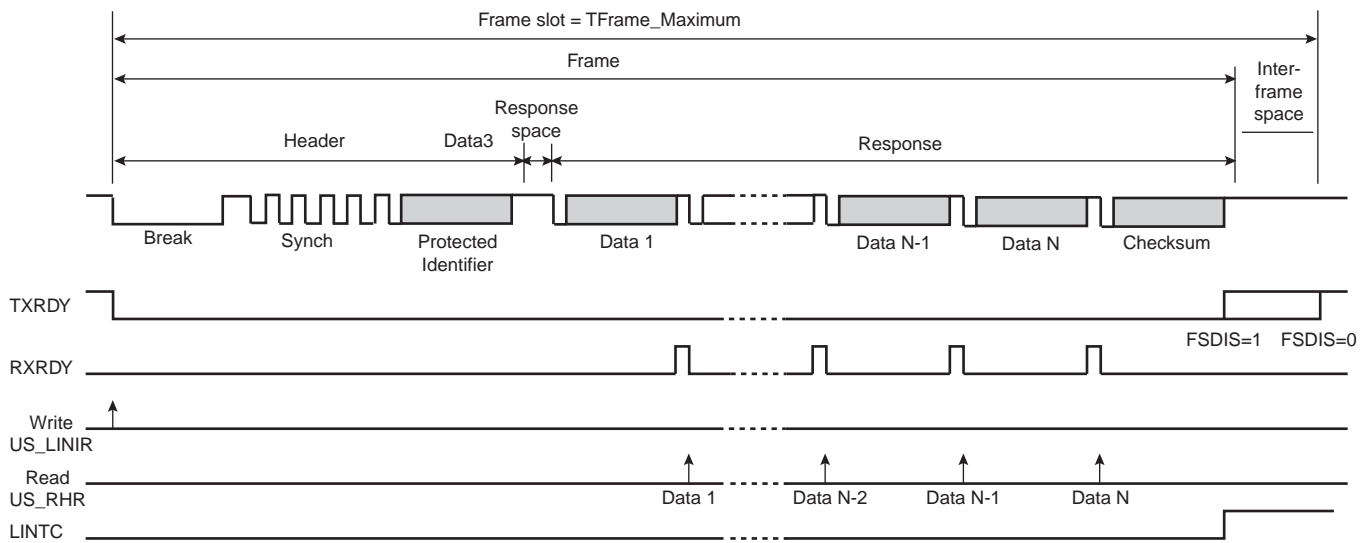 Frame slot = TFrame_Maximum
Frame
Inter-
frame
space
Response
space
Header
Data3
Response
Break
Synch
Protected
Identifier
Data 1
Data N-1
Data N
Checksum
TXRDY
FSDIS=1
FSDIS=0
RXRDY
Write
US_LINIR
Read
US_RHR
Data 1
Data N-2
Data N-1
Data N
LINTC